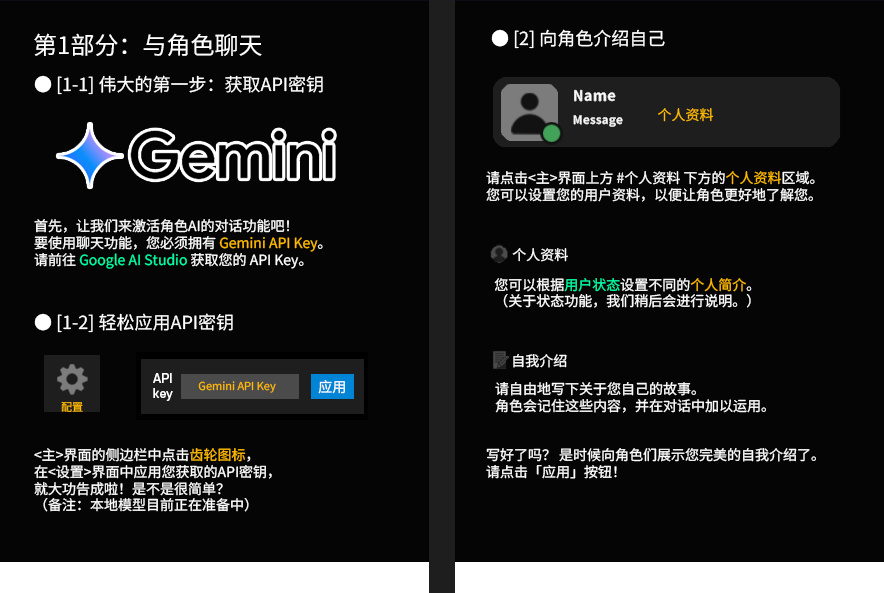 第1部分：与角色聊天
● [1-1] 伟大的第一步：获取API密钥
Gemini
首先，让我们来激活角色AI的对话功能吧！
要使用聊天功能，您必须拥有 Gemini API Key。
请前往 Google AI Studio 获取您的 API Key。
● [1-2] 轻松应用API密钥
配置
API key
Gemini API Key
应用
<主>界面的侧边栏中点击齿轮图标，
在<设置>界面中应用您获取的API密钥，
就大功告成啦！是不是很简单？
（备注：本地模型目前正在准备中）
● [2] 向角色介绍自己
Name
Message
个人资料
请点击<主>界面上方 #个人资料 下方的个人资料区域。
您可以设置您的用户资料，以便让角色更好地了解您。
个人资料
您可以根据用户状态设置不同的个人简介。
（关于状态功能，我们稍后会进行说明。）
自我介绍
请自由地写下关于您自己的故事。
角色会记住这些内容，并在对话中加以运用。
写好了吗？ 是时候向角色们展示您完美的自我介绍了。
请点击「应用」按钮！